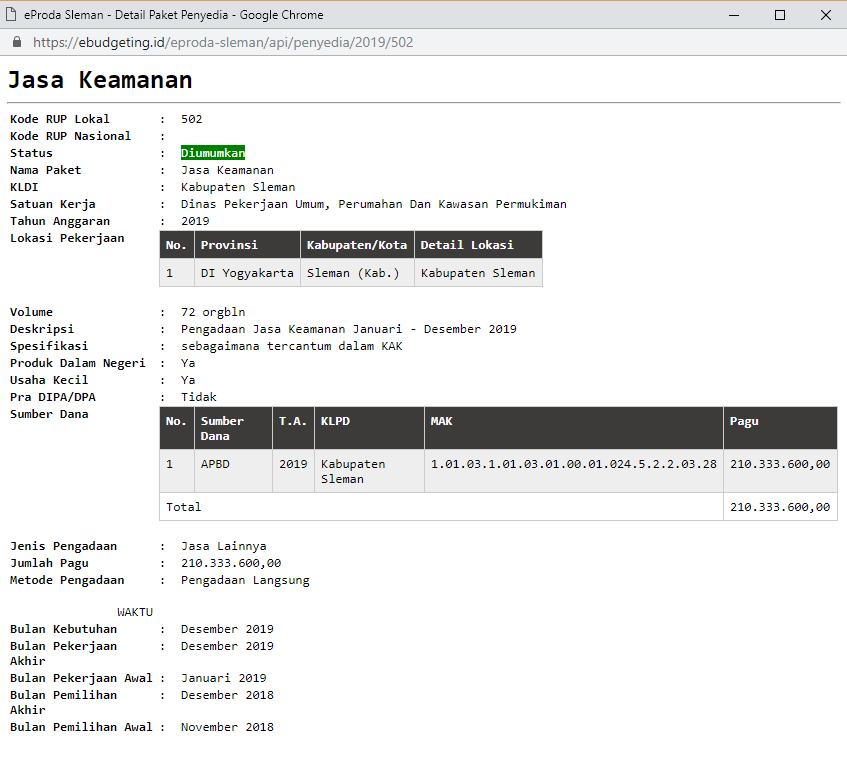 eProda Sleman - Detail Paket Penyedia - Google Chrome
https://ebudgeting.id/eproda-sleman/api/penyedia/2019/502
Jasa Keamanan
Kode RUP Lokal : 502
Kode RUP Nasional :
Status : Diumumkan
Nama Paket : Jasa Keamanan
KLDI : Kabupaten Sleman
Satuan Kerja : Dinas Pekerjaan Umum, Perumahan Dan Kawasan Permukiman
Tahun Anggaran : 2019
Lokasi Pekerjaan
No. Provinsi Kabupaten/Kota Detail Lokasi
1 DI Yogyakarta Sleman (Kab.) Kabupaten Sleman
Volume : 72 orgbln
Deskripsi : Pengadaan Jasa Keamanan Januari - Desember 2019
Spesifikasi : sebagaimana tercantum dalam KAK
Produk Dalam Negeri : Ya
Usaha Kecil : Ya
Pra DIPA/DPA : Tidak
Sumber Dana
No. Sumber T.A. KLPD MAK Pagu
Dana
1 APBD 2019 Kabupaten 1.01.03.1.01.03.01.00.01.024.5.2.2.03.28 210.333.600,00
Sleman
Total 210.333.600,00
Jenis Pengadaan : Jasa Lainnya
Jumlah Pagu : 210.333.600,00
Metode Pengadaan : Pengadaan Langsung
WAKTU
Bulan Kebutuhan : Desember 2019
Bulan Pekerjaan : Desember 2019
Akhir
Bulan Pekerjaan Awal : Januari 2019
Bulan Pemilihan : Desember 2018
Akhir
Bulan Pemilihan Awal : November 2018